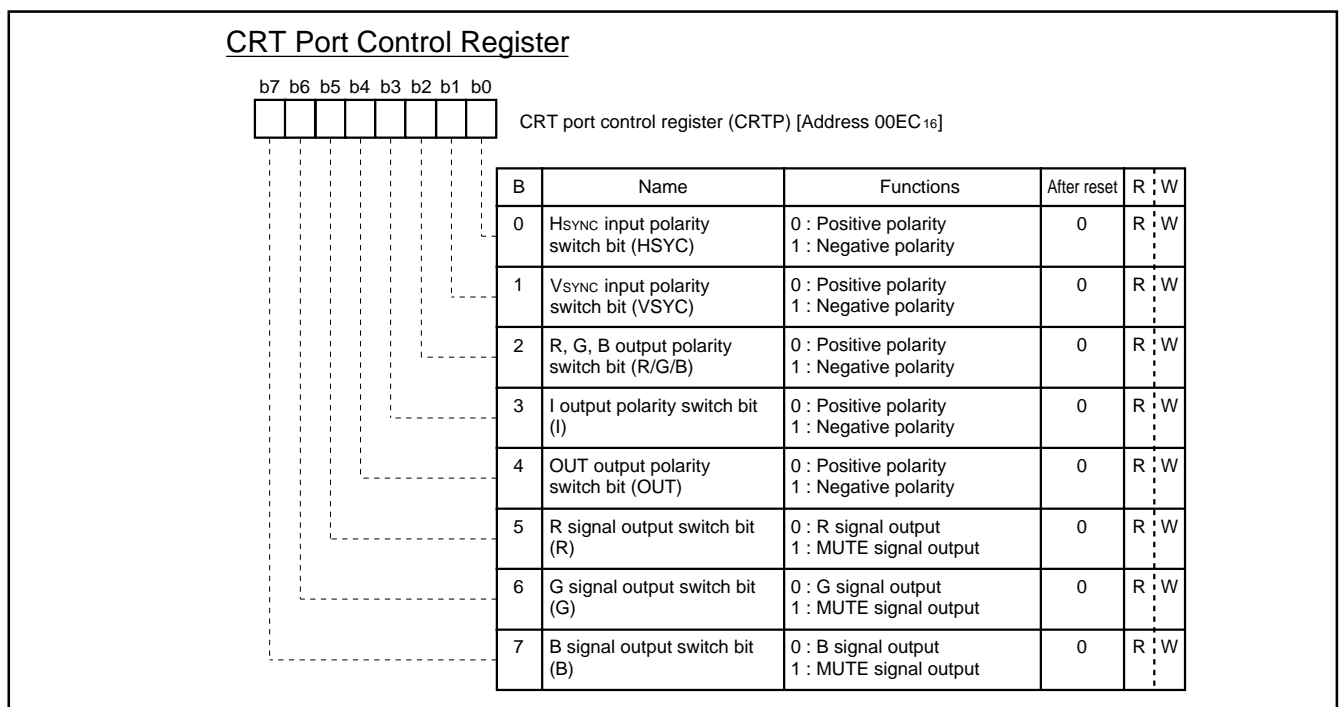 CRT Port Control Register
b7 b6 b5 b4 b3 b2 b1 b0
CRT port control register (CRTP) [Address 00EC16]
B Name Functions After reset R W
0 HSYNC input polarity switch bit (HSYC) 0 : Positive polarity 1 : Negative polarity 0 R W
1 VSYNC input polarity switch bit (VSYC) 0 : Positive polarity 1 : Negative polarity 0 R W
2 R, G, B output polarity switch bit (R/G/B) 0 : Positive polarity 1 : Negative polarity 0 R W
3 I output polarity switch bit (I) 0 : Positive polarity 1 : Negative polarity 0 R W
4 OUT output polarity switch bit (OUT) 0 : Positive polarity 1 : Negative polarity 0 R W
5 R signal output switch bit (R) 0 : R signal output 1 : MUTE signal output 0 R W
6 G signal output switch bit (G) 0 : G signal output 1 : MUTE signal output 0 R W
7 B signal output switch bit (B) 0 : B signal output 1 : MUTE signal output 0 R W